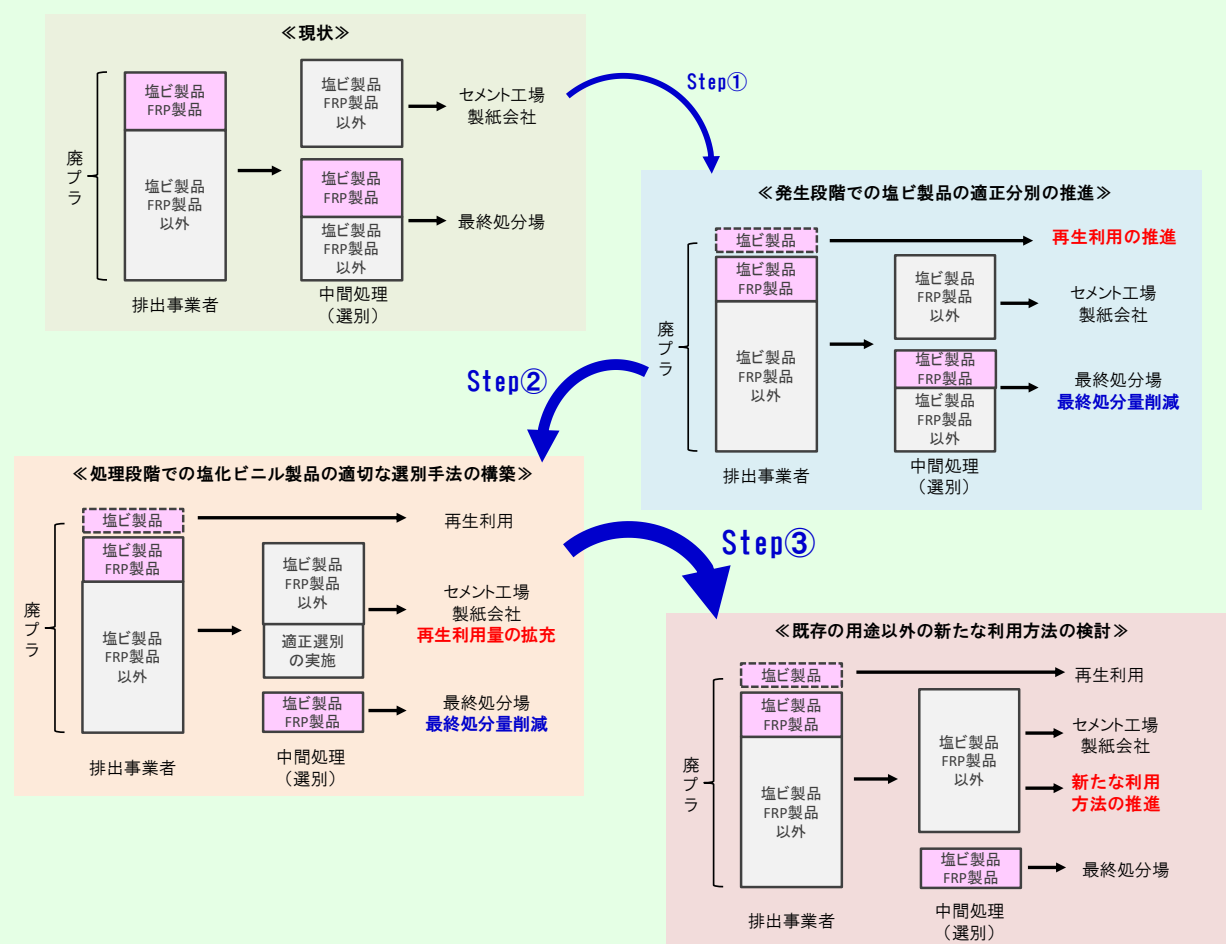 ≪現状≫
廃プラ
塩ビ製品
FRP製品
塩ビ製品
FRP製品
以外
排出事業者
塩ビ製品
FRP製品
以外
塩ビ製品
FRP製品
塩ビ製品
FRP製品
以外
中間処理
（選別）
セメント工場
製紙会社
最終処分場
Step①
≪発生段階での塩ビ製品の適正分別の推進≫
廃プラ
塩ビ製品
塩ビ製品
FRP製品
塩ビ製品
FRP製品
以外
排出事業者
再生利用の推進
塩ビ製品
FRP製品
以外
塩ビ製品
FRP製品
塩ビ製品
FRP製品
以外
中間処理
（選別）
セメント工場
製紙会社
最終処分場
最終処分量削減
Step②
≪処理段階での塩化ビニル製品の適切な選別手法の構築≫
廃プラ
塩ビ製品
塩ビ製品
FRP製品
塩ビ製品
FRP製品
以外
排出事業者
再生利用
塩ビ製品
FRP製品
以外
適正選別
の実施
塩ビ製品
FRP製品
中間処理
（選別）
セメント工場
製紙会社
再生利用量の拡充
最終処分場
最終処分量削減
Step③
≪既存の用途以外の新たな利用方法の検討≫
廃プラ
塩ビ製品
塩ビ製品
FRP製品
塩ビ製品
FRP製品
以外
排出事業者
再生利用
塩ビ製品
FRP製品
以外
塩ビ製品
FRP製品
中間処理
（選別）
セメント工場
製紙会社
新たな利用
方法の推進
最終処分場